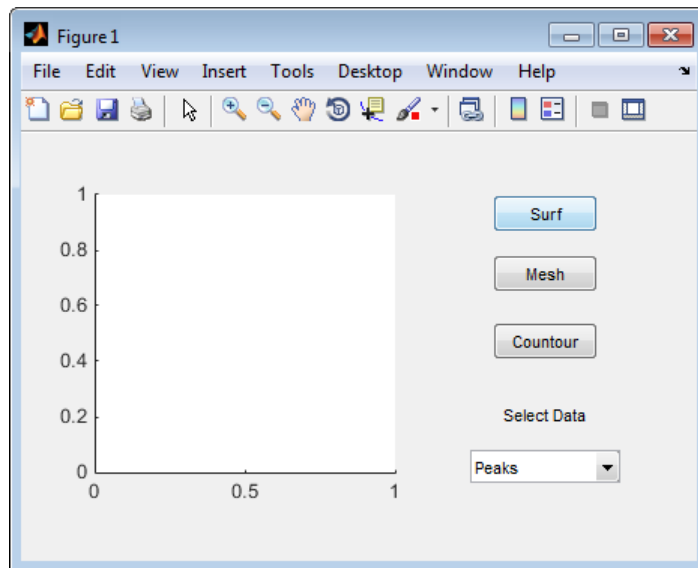 Figure 1
File Edit View Insert Tools Desktop Window Help
1
0.8
0.6
0.4
0.2
0
0 0.5 1
Surf
Mesh
Countour
Select Data
Peaks